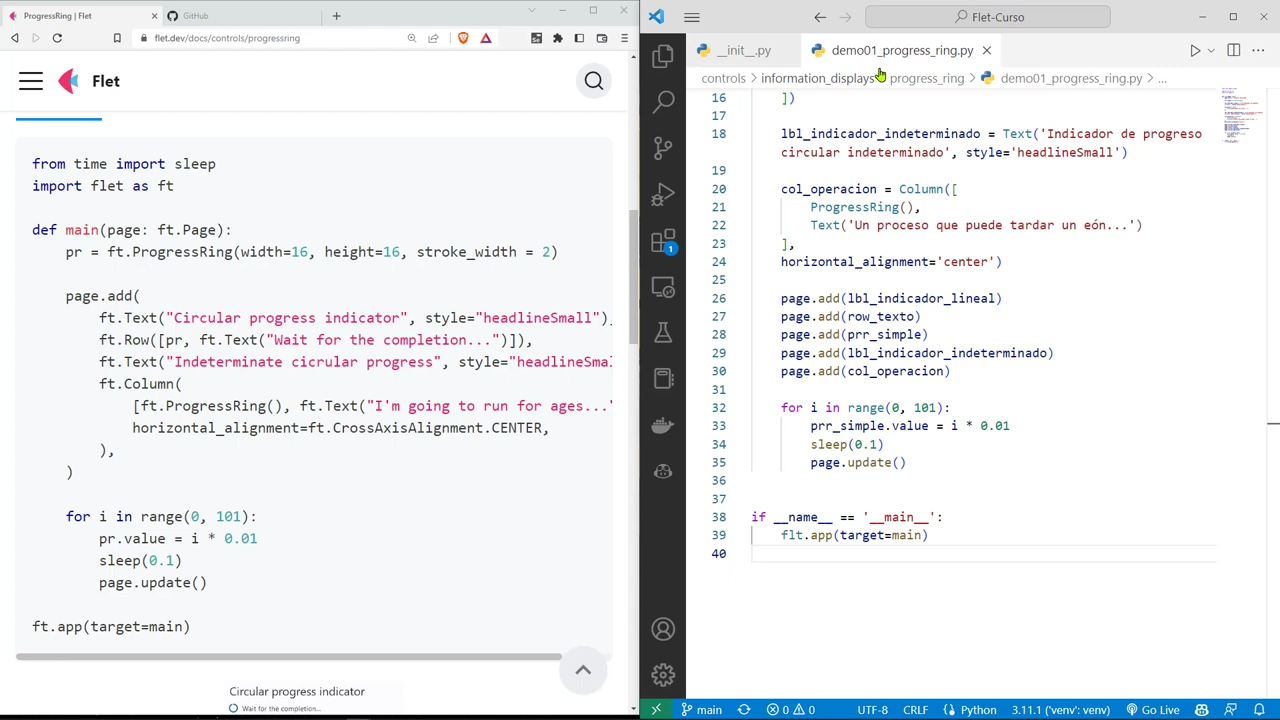 ProgressRing | Flet
GitHub
flet.dev/docs/controls/progressring
Flet
from time import sleep
import flet as ft
def main(page: ft.Page):
pr = ft.ProgressRing(width=16, height=16, stroke_width = 2)
page.add(
ft.Text("Circular progress indicator", style="headlineSmall"),
ft.Row([pr, ft.Text("Wait for the completion...")]),
ft.Text("Indeterminate cicrular progress", style="headlineSma
ft.Column(
[ft.ProgressRing(), ft.Text("I'm going to run for ages..."
horizontal_alignment=ft.CrossAxisAlignment.CENTER,
),
)
for i in range(0, 101):
pr.value = i * 0.01
sleep(0.1)
page.update()
ft.app(target=main)
Circular progress indicator
Wait for the completion...
Flet-Curso
__init__.py
demo01_progress_ring.py
controls > information_displays > progress_ring > demo01_progress_ring.py > ...
16 ])
17
18 lbl_indicador_indeterminado = Text('Indicador de progreso
circular indeterminado', style='headlineSmall')
19
20 col_operacion = Column([
21 ProgressRing(),
22 Text('Un proceso que puede tardar un eón...')
23 ],
24 horizontal_alignment='center')
25
26 page.add(lbl_indicador_lineal)
27 page.add(row_texto)
28 page.add(prr_simple)
29 page.add(lbl_indicador_indeterminado)
30 page.add(col_operacion)
31
32 for i in range(0, 101):
33 prr_simple.value = i * 0.01
34 sleep(0.1)
35 page.update()
36
37
38 if __name__ == '__main__':
39 flt.app(target=main)
40
1
main
0 0
UTF-8 CRLF Python 3.11.1 ('venv': venv) Go Live